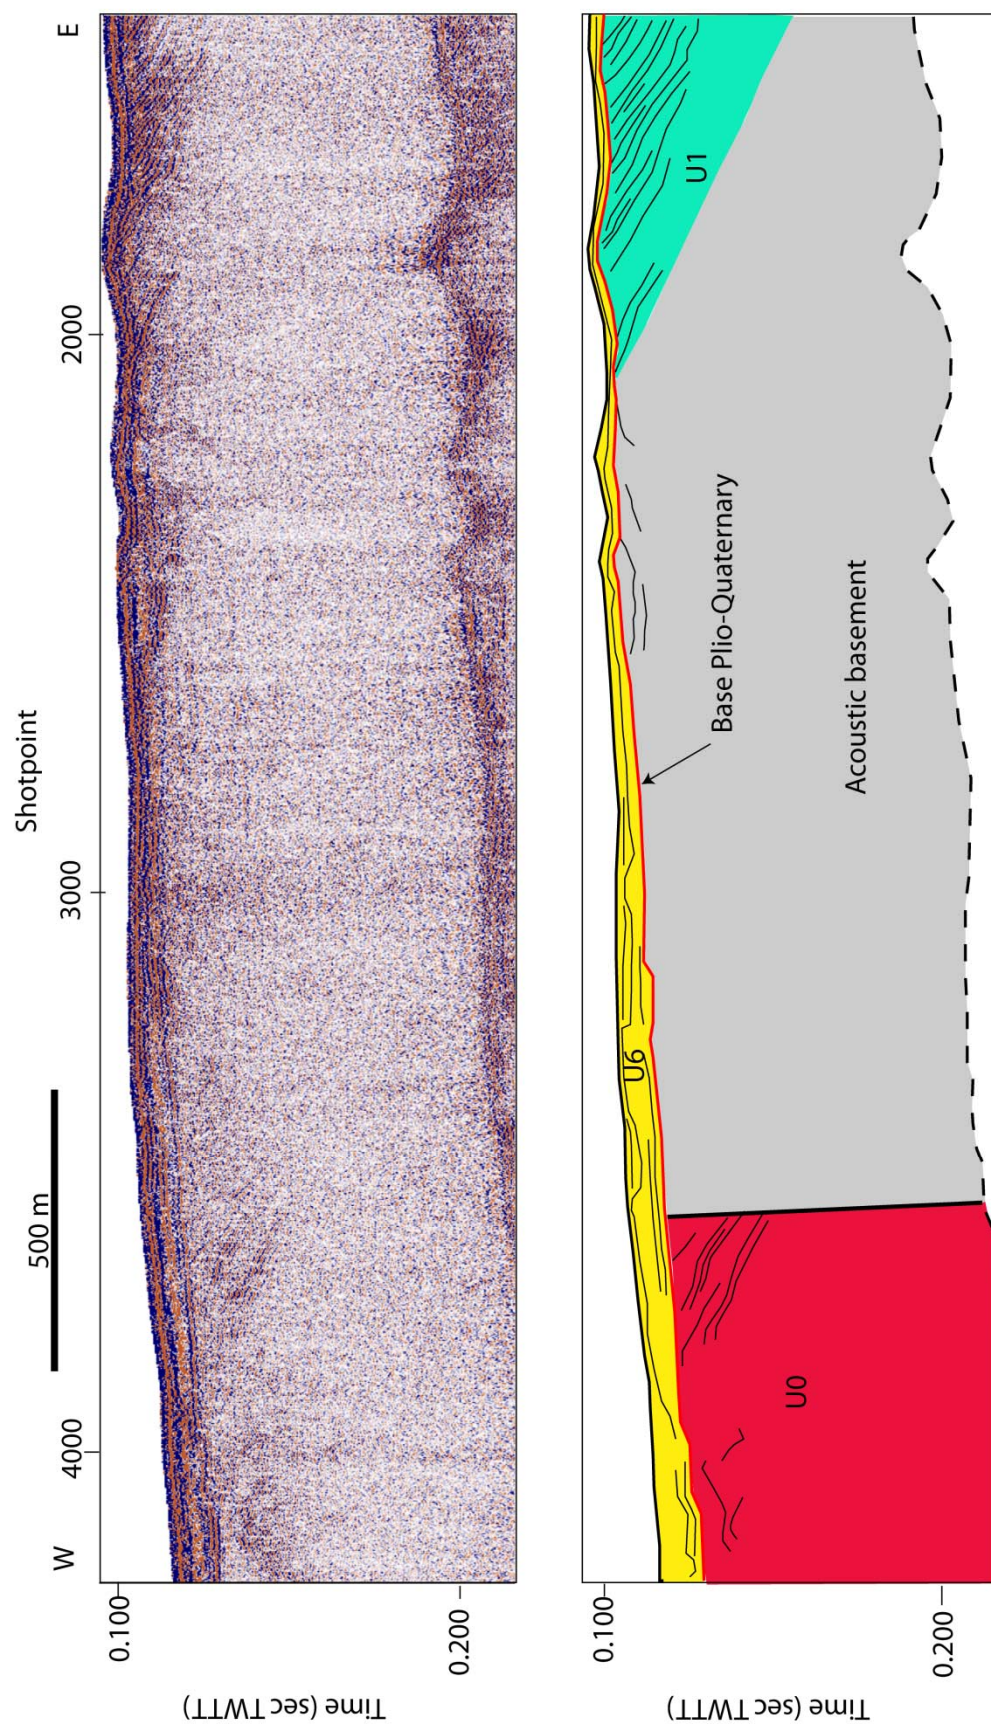 Shotpoint
W
4000
3000
2000
E
500 m
0.100
0.200
Time (sec TWTT)
U1
U6
U0
Base Plio-Quaternary
Acoustic basement
0.100
0.200
Time (sec TWTT)